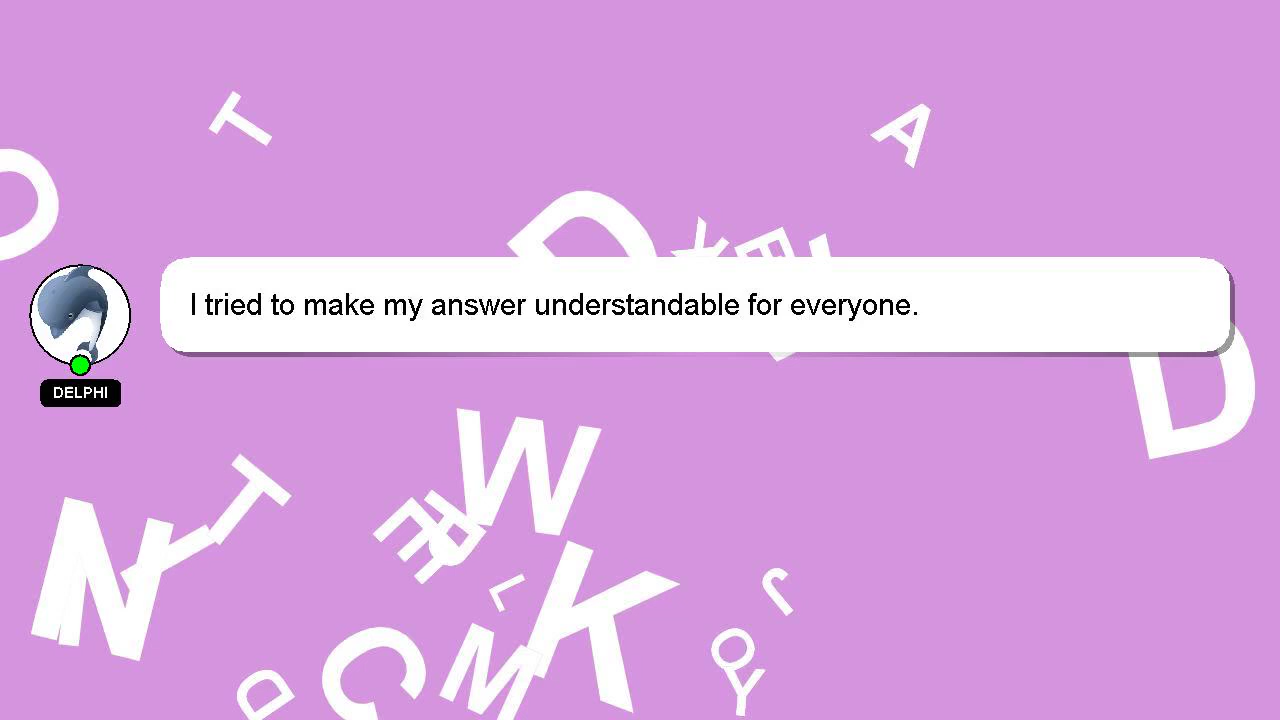 T
A
O
D
K
E
I tried to make my answer understandable for everyone.
DELPHI
D
W
T
N
Y
E
R
L
K
J
C
M
O
Y
D